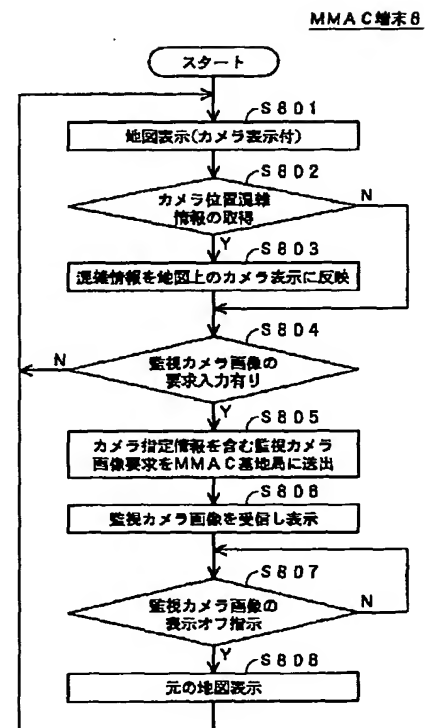 MMAC端末8
スタート
S801
地図表示(カメラ表示付)
S802
カメラ位置混雑
情報の取得
N
Y
S803
混雑情報を地図上のカメラ表示に反映
S804
監視カメラ画像の
要求入力有り
N
Y
S805
カメラ指定情報を含む監視カメラ
画像要求をMMAC基地局に送出
S806
監視カメラ画像を受信し表示
S807
監視カメラ画像の
表示オフ指示
N
Y
S808
元の地図表示